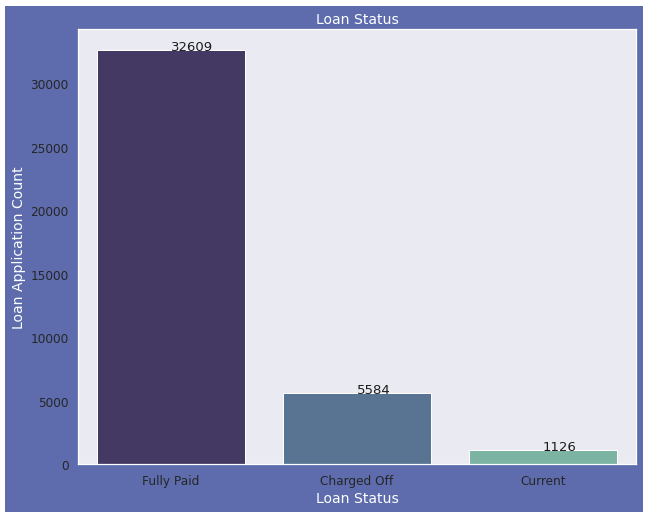 Loan Status
32609
30000
25000
20000
15000
10000
5000
0
Loan Application Count
5584
1126
Fully Paid
Charged Off
Current
Loan Status